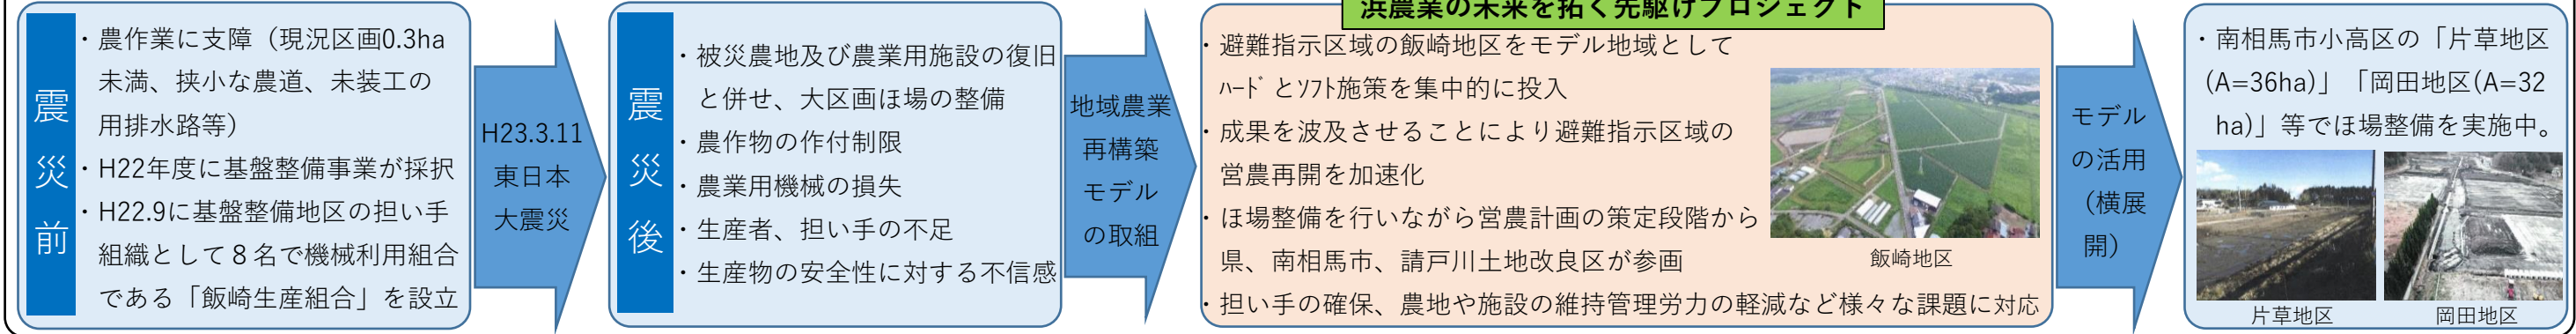 震災前
・農作業に支障（現況区画0.3ha
未満、挟小な農道、未装工の
用排水路等）
・H22年度に基盤整備事業が採択
・H22.9に基盤整備地区の担い手
組織として８名で機械利用組合
である「飯崎生産組合」を設立
H23.3.11
東日本
大震災
震災後
・被災農地及び農業用施設の復旧
と併せ、大区画ほ場の整備
・農作物の作付制限
・農業用機械の損失
・生産者、担い手の不足
・生産物の安全性に対する不信感
地域農業
再構築
モデル
の取組
浜農業の未来を拓く先駆けプロジェクト
・避難指示区域の飯崎地区をモデル地域として
ﾊｰﾄﾞとｿﾌﾄ施策を集中的に投入
・成果を波及させることにより避難指示区域の
営農再開を加速化
・ほ場整備を行いながら営農計画の策定段階から
県、南相馬市、請戸川土地改良区が参画
・担い手の確保、農地や施設の維持管理労力の軽減など様々な課題に対応
飯崎地区
モデル
の活用
（横展
開）
・南相馬市小高区の「片草地区
(A=36ha)」「岡田地区(A=32
ha)」等でほ場整備を実施中。
片草地区
岡田地区